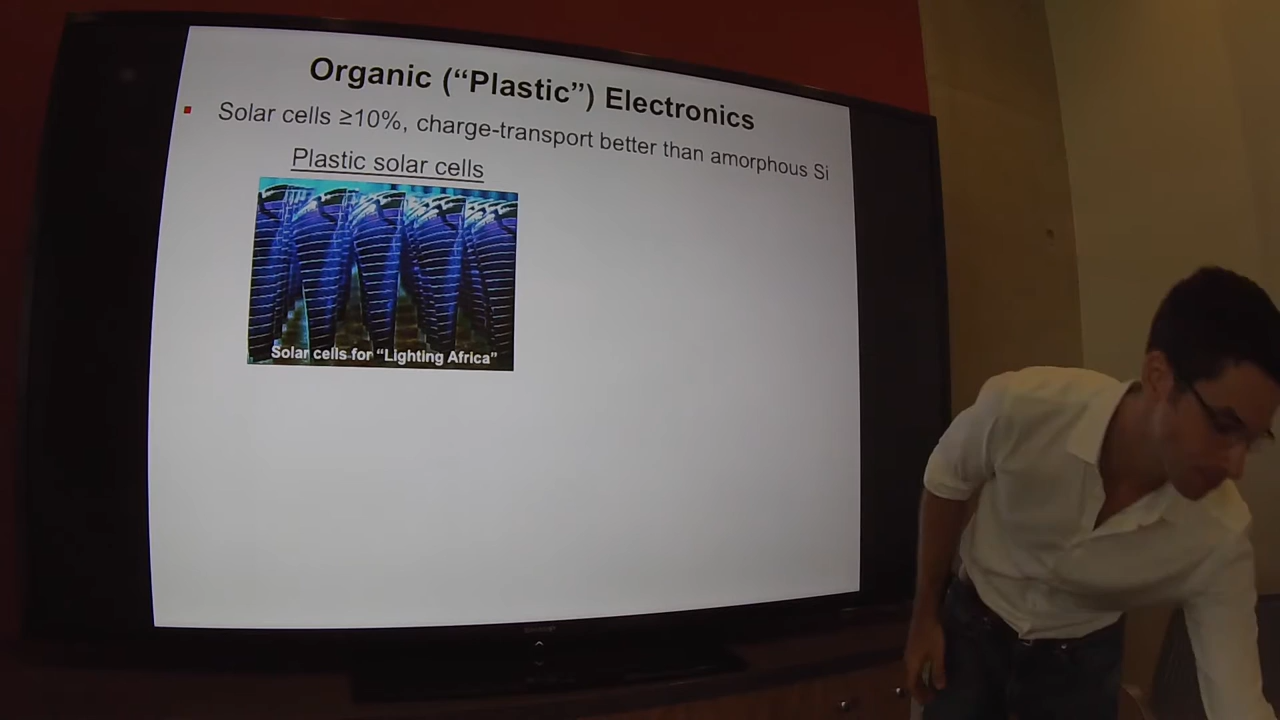 Organic (“Plastic”) Electronics
Solar cells ≥10%, charge-transport better than amorphous Si
Plastic solar cells
Solar cells for “Lighting Africa”